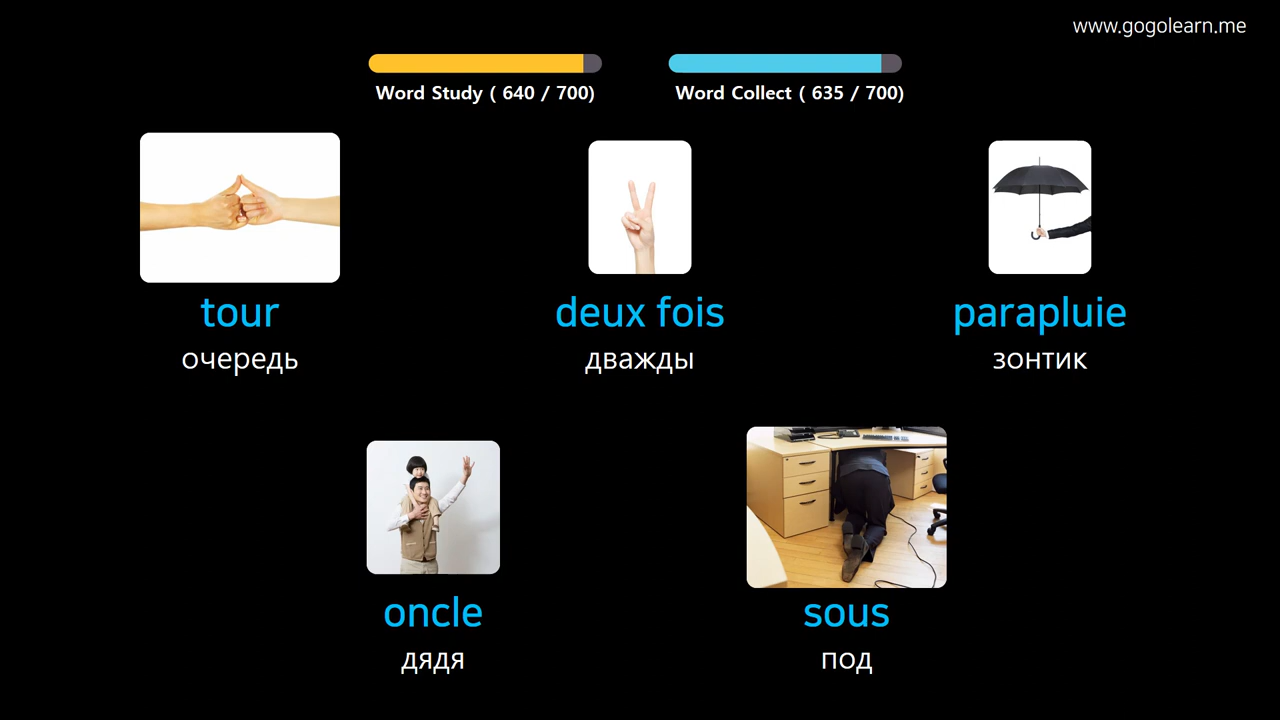 www.gogolearn.me
Word Study ( 640 / 700)
Word Collect ( 635 / 700)
tour
очередь
deux fois
дважды
parapluie
зонтик
oncle
дядя
sous
под